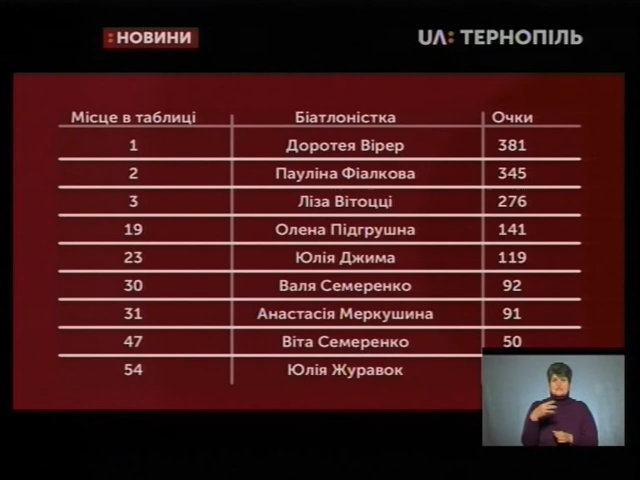 :НОВИНИ
UA: ТЕРНОПІЛЬ
Місце в таблиці Біатлоністка Очки
1 Доротея Вірер 381
2 Пауліна Фіалкова 345
3 Ліза Вітоцці 276
19 Олена Підгрушна 141
23 Юлія Джима 119
30 Валя Семеренко 92
31 Анастасія Меркушина 91
47 Віта Семеренко 50
54 Юлія Журавок